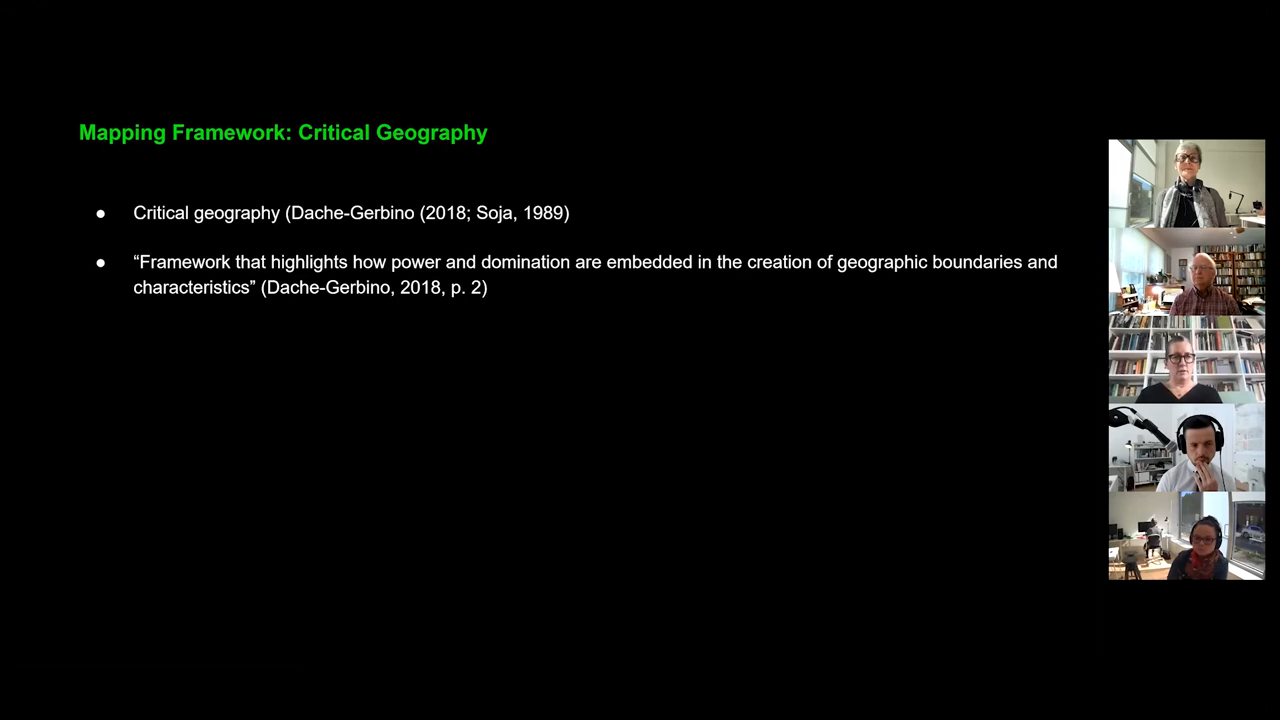 Mapping Framework: Critical Geography
● Critical geography (Dache-Gerbino (2018; Soja, 1989)
● “Framework that highlights how power and domination are embedded in the creation of geographic boundaries and
characteristics” (Dache-Gerbino, 2018, p. 2)